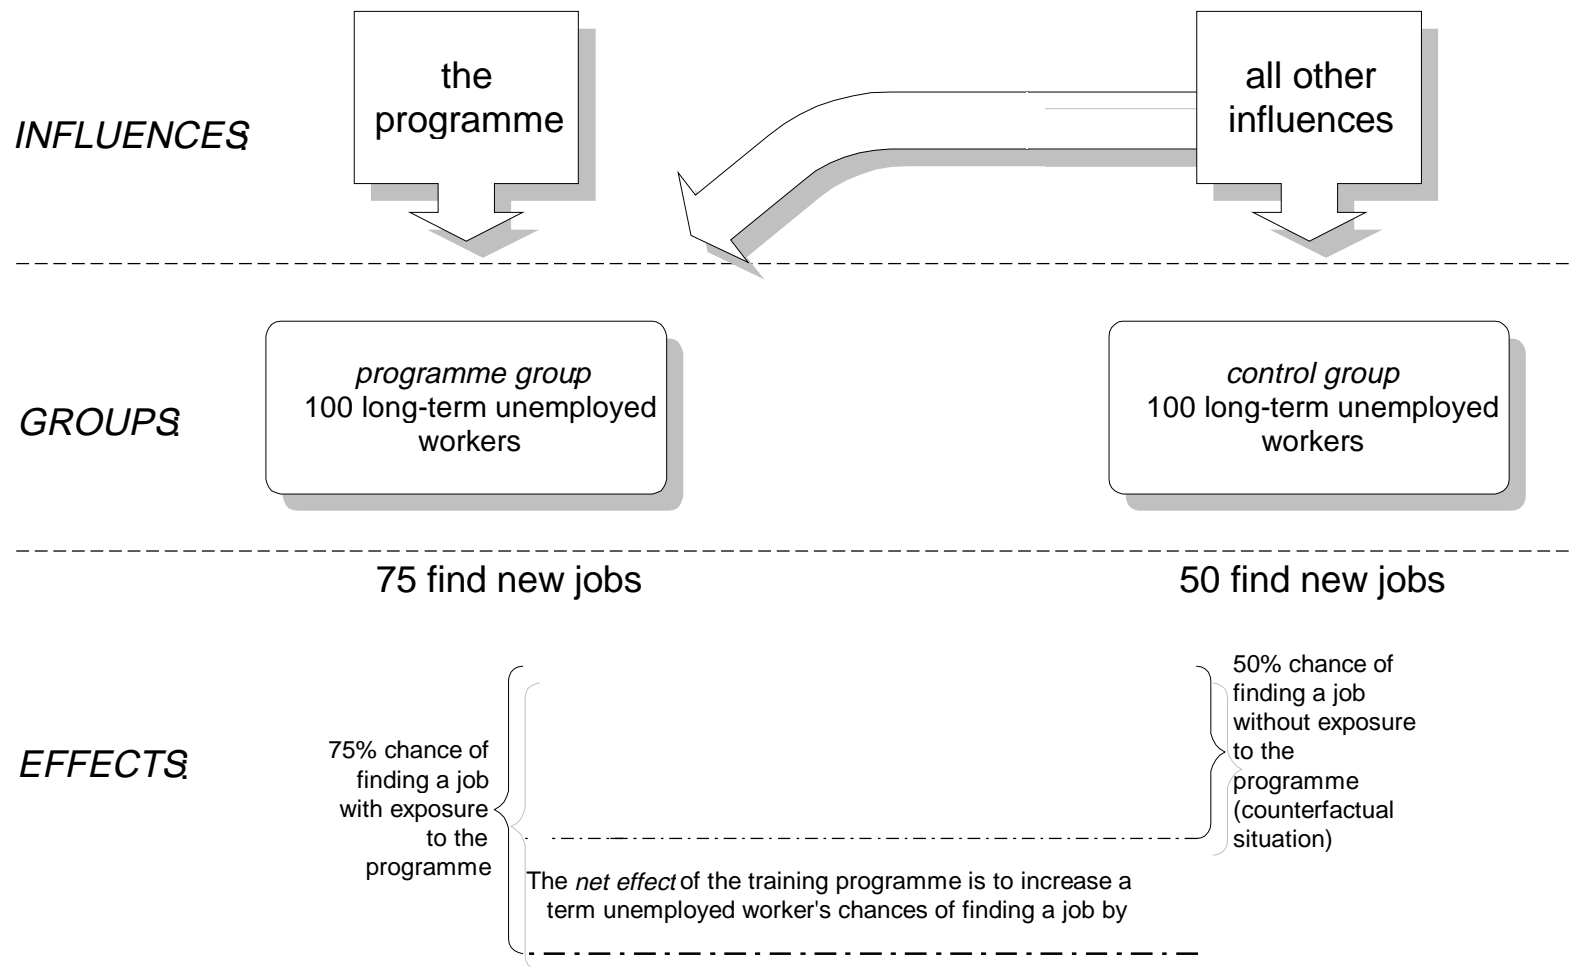 the
programme
all other
influences
INFLUENCES:
programme group
100 long-term unemployed
workers
control group
100 long-term unemployed
workers
GROUPS:
75 find new jobs
50 find new jobs
EFFECTS:
75% chance of
finding a job
with exposure
to the
programme
50% chance of
finding a job
without exposure
to the
programme
(counterfactual
situation)
The net effect of the training programme is to increase a
term unemployed worker's chances of finding a job by